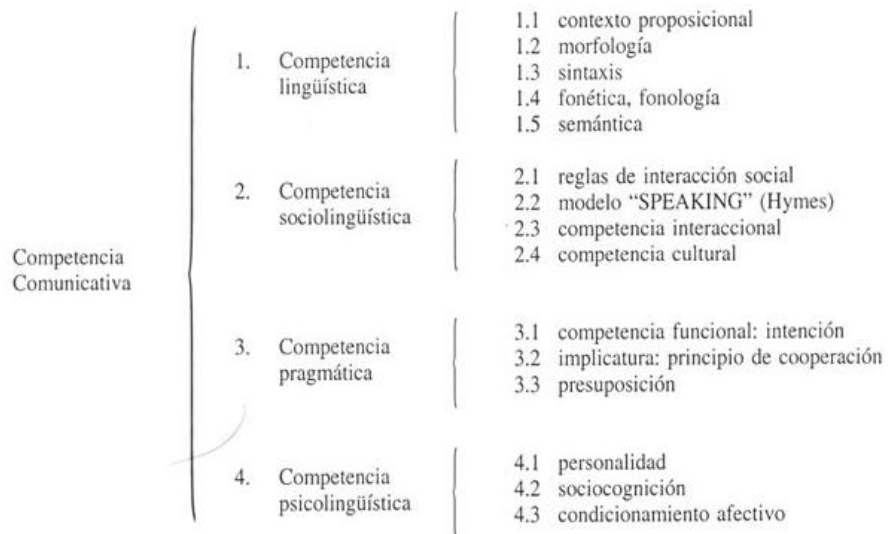 Competencia
Comunicativa
1. Competencia
lingüística
1.1 contexto proposicional
1.2 morfología
1.3 sintaxis
1.4 fonética, fonología
1.5 semántica
2. Competencia
sociolingüística
2.1 reglas de interacción social
2.2 modelo “SPEAKING” (Hymes)
2.3 competencia interaccional
2.4 competencia cultural
3. Competencia
pragmática
3.1 competencia funcional: intención
3.2 implicatura: principio de cooperación
3.3 presuposición
4. Competencia
psicolingüística
4.1 personalidad
4.2 sociocognición
4.3 condicionamiento afectivo